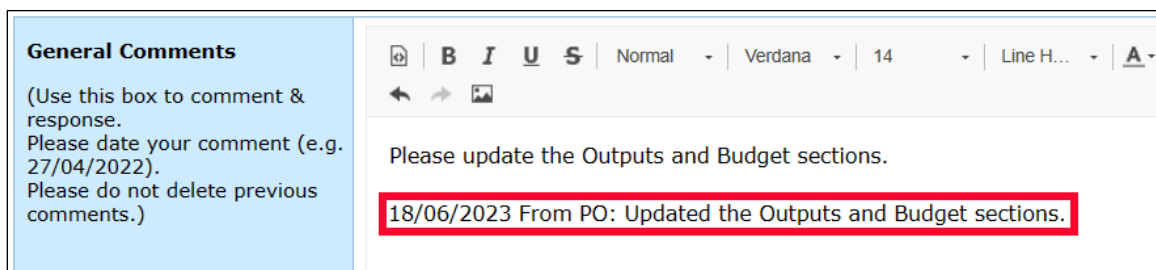 General Comments
(Use this box to comment &
response.
Please date your comment (e.g.
27/04/2022).
Please do not delete previous
comments.)
B I U S Normal Verdana 14 Line H... A
Please update the Outputs and Budget sections.
18/06/2023 From PO: Updated the Outputs and Budget sections.